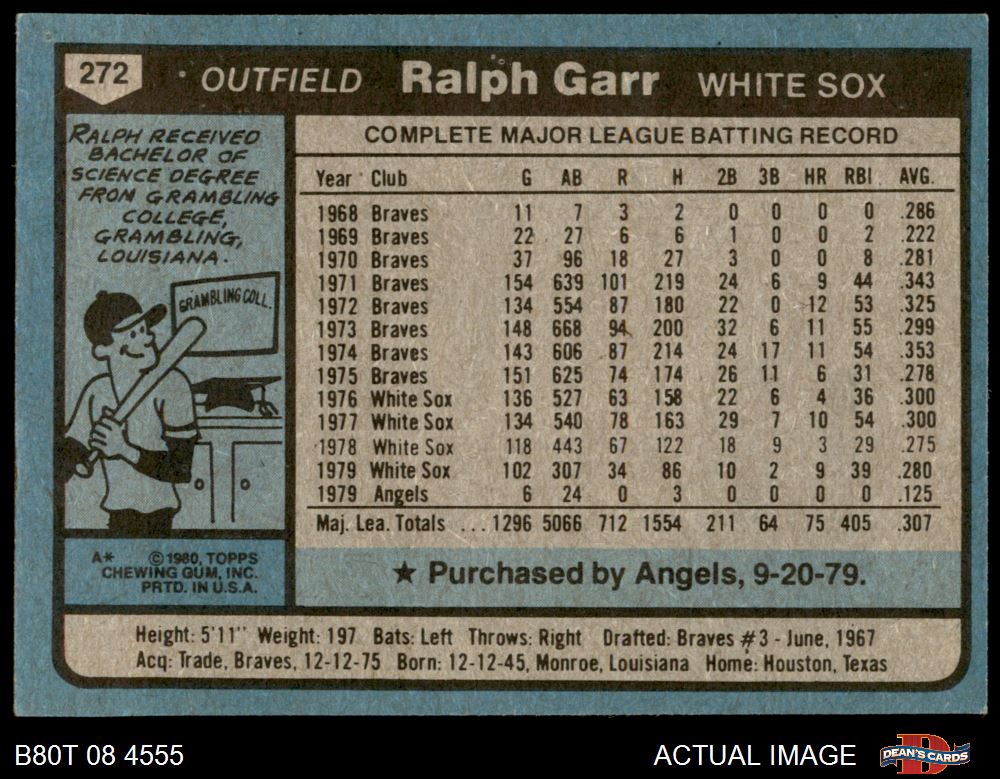 272 OUTFIELD Ralph Garr WHITE SOX
RALPH RECEIVED
BACHELOR OF
SCIENCE DEGREE
FROM GRAMBLING
COLLEGE,
GRAMBLING,
LOUISIANA.
GRAMBLING COLL.
COMPLETE MAJOR LEAGUE BATTING RECORD
Year Club G AB R H 2B 3B HR RBI AVG.
1968 Braves 11 7 3 2 0 0 0 0 .286
1969 Braves 22 27 6 6 1 0 0 2 .222
1970 Braves 37 96 18 27 3 0 0 8 .281
1971 Braves 154 639 101 219 24 6 9 44 .343
1972 Braves 134 554 87 180 22 0 12 53 .325
1973 Braves 148 668 94 200 32 6 11 55 .299
1974 Braves 143 606 87 214 24 17 11 54 .353
1975 Braves 151 625 74 174 26 11 6 31 .278
1976 White Sox 136 527 63 158 22 6 4 36 .300
1977 White Sox 134 540 78 163 29 7 10 54 .300
1978 White Sox 118 443 67 122 18 9 3 29 .275
1979 White Sox 102 307 34 86 10 2 9 39 .280
1979 Angels 6 24 0 3 0 0 0 0 .125
Maj. Lea. Totals ... 1296 5066 712 1554 211 64 75 405 .307
★ Purchased by Angels, 9-20-79.
A* © 1980, TOPPS
CHEWING GUM, INC.
PRTD. IN U.S.A.
Height: 5'11" Weight: 197 Bats: Left Throws: Right Drafted: Braves #3 - June, 1967
Acq: Trade, Braves, 12-12-75 Born: 12-12-45, Monroe, Louisiana Home: Houston, Texas
B80T 08 4555
ACTUAL IMAGE
DEAN'S CARDS